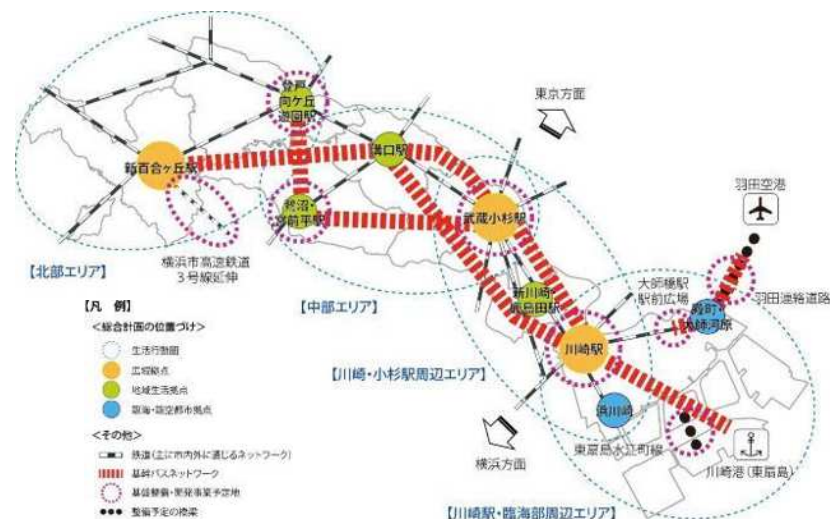 登戸・
向ケ丘
遊園駅
東京方面
溝口駅
新百合ヶ丘駅
羽田空港
鷺沼・
宮前平駅
武蔵小杉駅
【北部エリア】
横浜市高速鉄道
3号線延伸
大師橋駅
駅前広場
【凡 例】
【中部エリア】
新川崎・
鹿島田駅
殿町・
大師河原
羽田連絡道路
<総合計画の位置づけ>
生活行動圏
【川崎・小杉駅周辺エリア】
川崎駅
広域拠点
地域生活拠点
臨海・臨空都市拠点
浜川崎
<その他>
横浜方面
東扇島水江町線
鉄道(主に市内外に通じるネットワーク)
基幹バスネットワーク
川崎港(東扇島)
基盤整備・開発事業予定地
整備予定の橋梁
【川崎駅・臨海部周辺エリア】